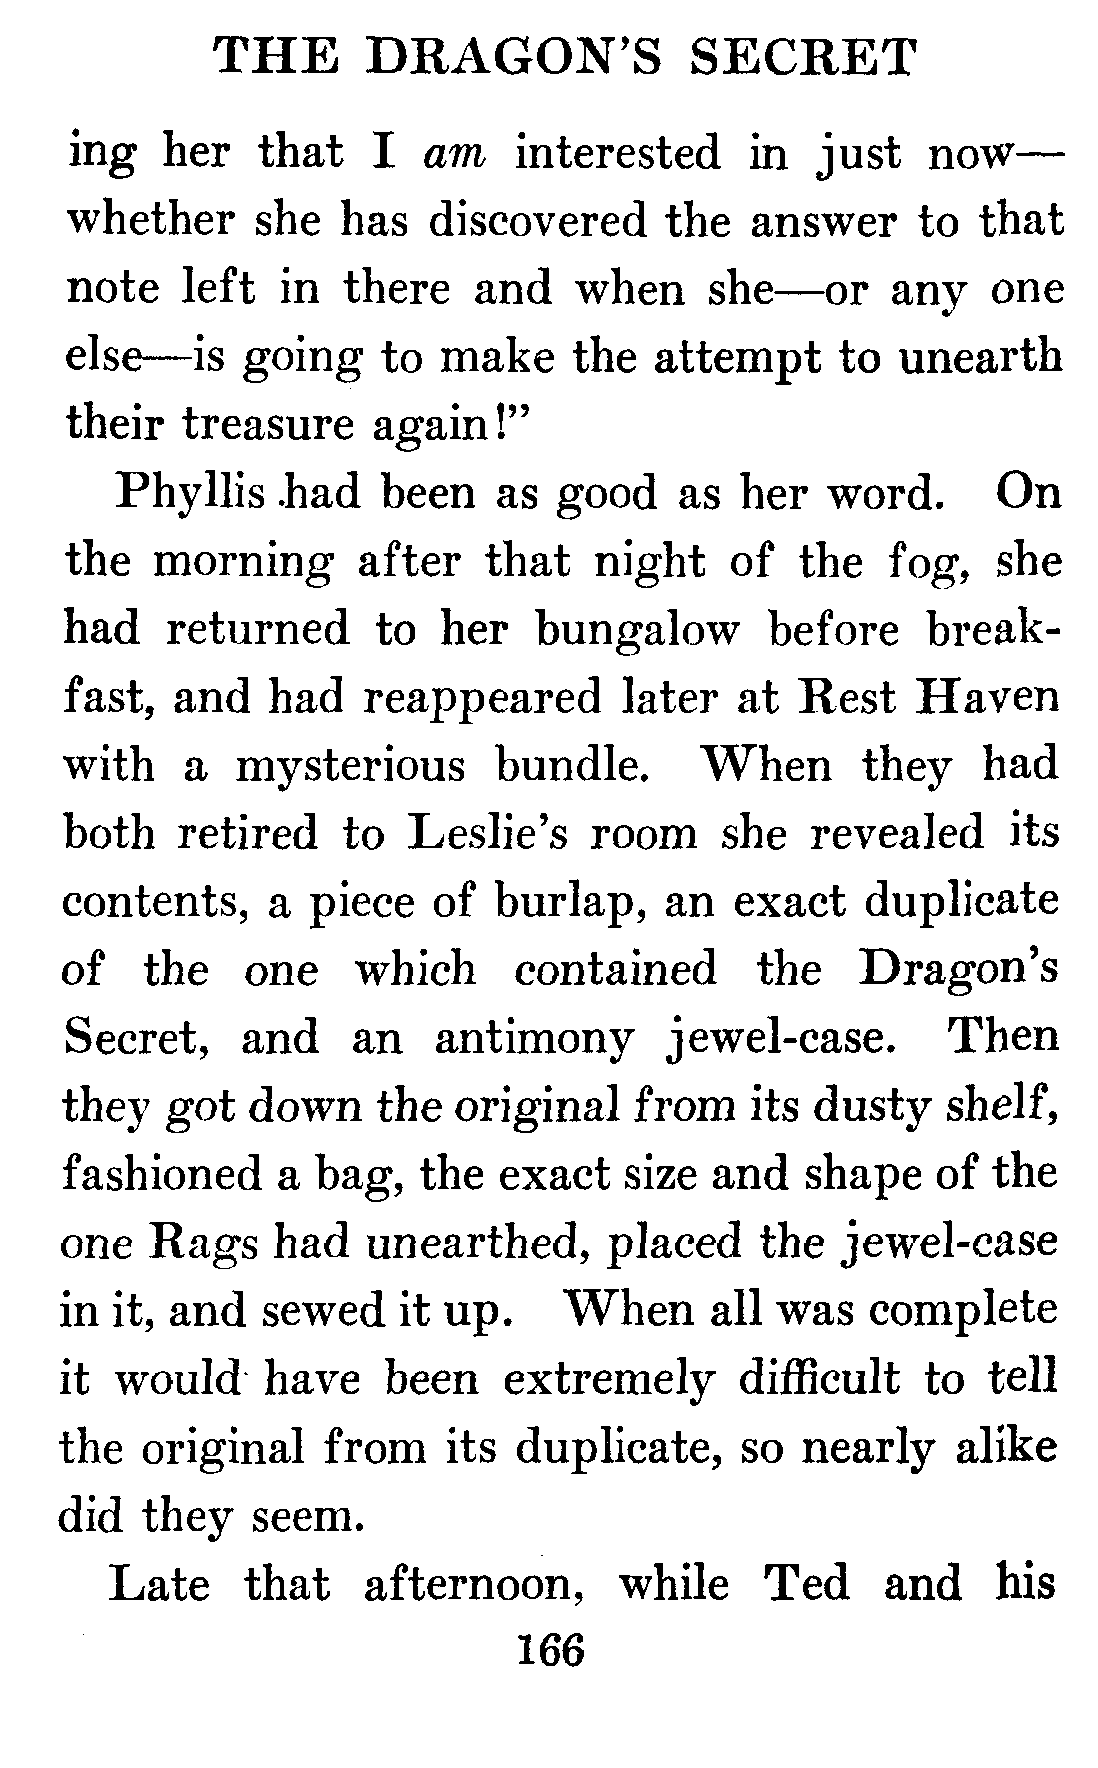 THE DRAGON'S SECRET
ing her that I am interested in just now—
whether she has discovered the answer to that
note left in there and when she—or any one
else—is going to make the attempt to unearth
their treasure again!”
Phyllis .had been as good as her word. On
the morning after that night of the fog, she
had returned to her bungalow before break-
fast, and had reappeared later at Rest Haven
with a mysterious bundle. When they had
both retired to Leslie's room she revealed its
contents, a piece of burlap, an exact duplicate
of the one which contained the Dragon's
Secret, and an antimony jewel-case. Then
they got down the original from its dusty shelf,
fashioned a bag, the exact size and shape of the
one Rags had unearthed, placed the jewel-case
in it, and sewed it up. When all was complete
it would have been extremely difficult to tell
the original from its duplicate, so nearly alike
did they seem.
Late that afternoon, while Ted and his
166